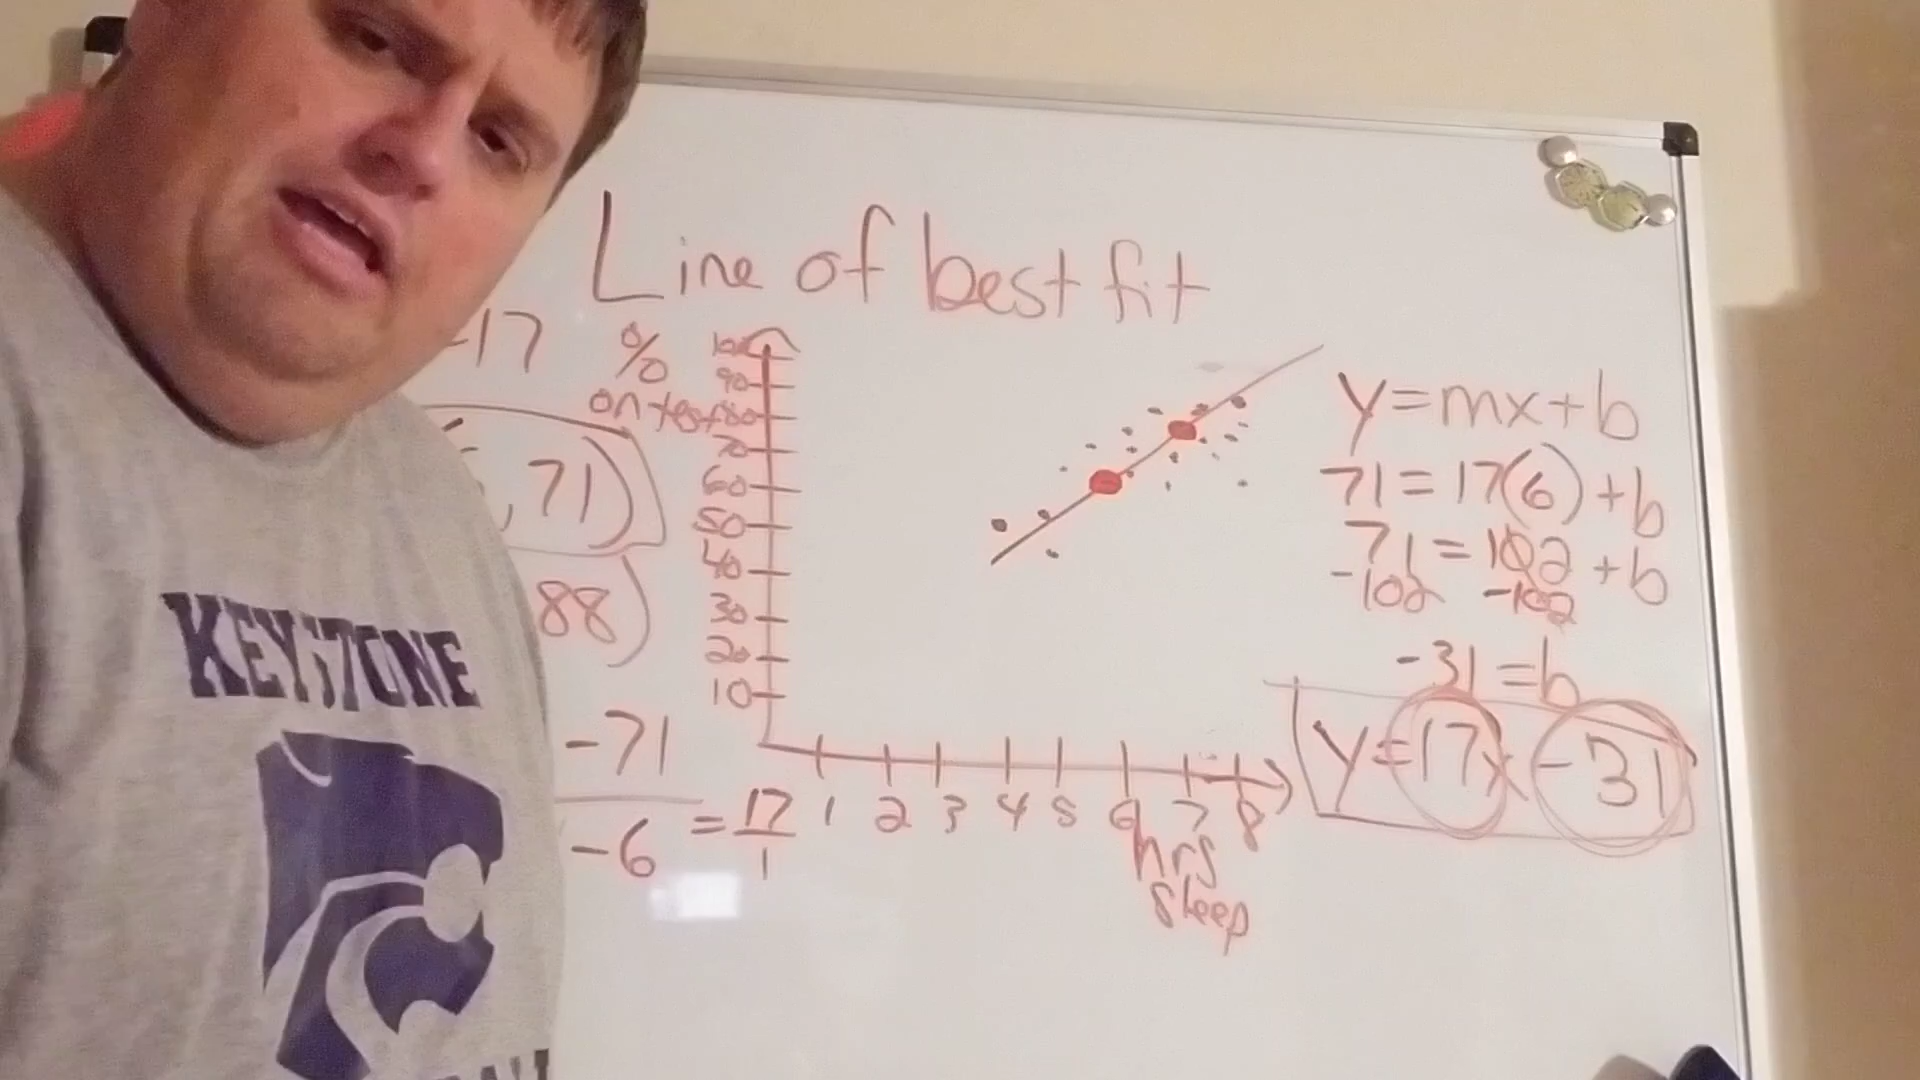 Line of best fit
-17
%
on test
100
90
80
70
60
50
40
30
20
10
, 71)
88)
-71
-6
= 17
1
1 2 3 4 5 6 7 8
hrs
sleep
y=mx+b
71=17(6)+b
71=102+b
-102 -102
-31=b
y=17x-31
KEYSTONE